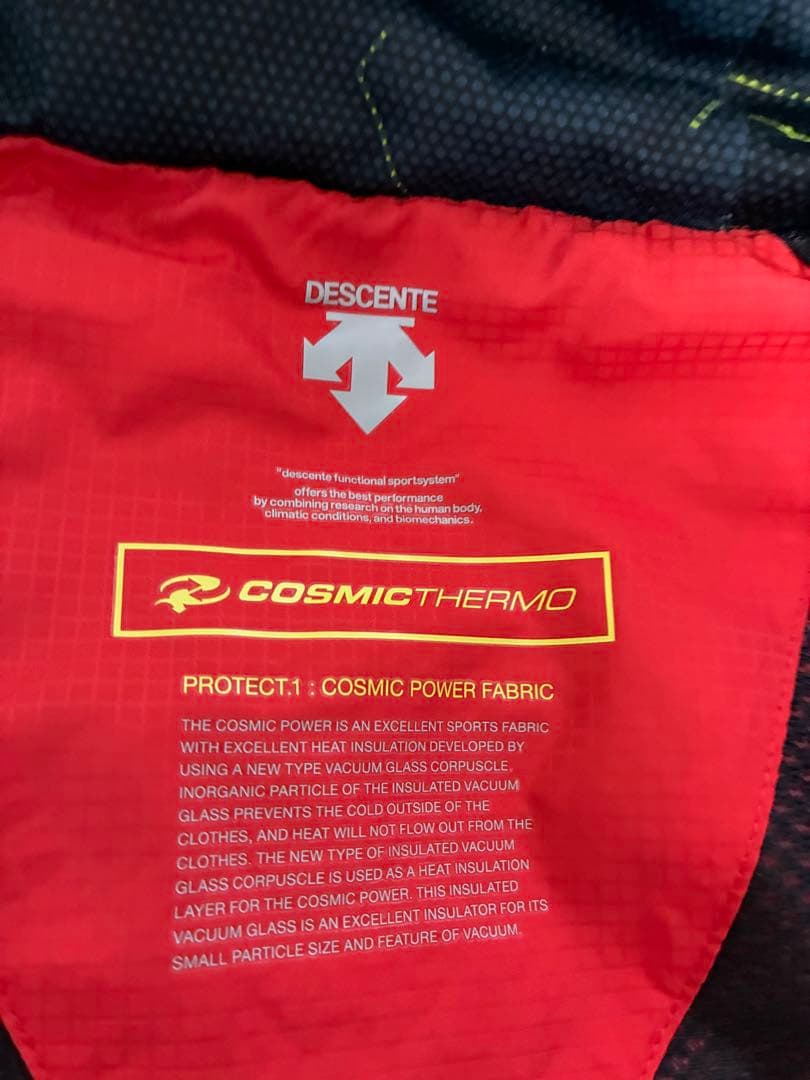 DESCENTE
"descente functional sportsystem"
offers the best performance
by combining research on the human body,
climatic conditions, and biomechanics.
COSMICTHERMO
PROTECT.1 : COSMIC POWER FABRIC
THE COSMIC POWER IS AN EXCELLENT SPORTS FABRIC
WITH EXCELLENT HEAT INSULATION DEVELOPED BY
USING A NEW TYPE VACUUM GLASS CORPUSCLE.
INORGANIC PARTICLE OF THE INSULATED VACUUM
GLASS PREVENTS THE COLD OUTSIDE OF THE
CLOTHES, AND HEAT WILL NOT FLOW OUT FROM THE
CLOTHES. THE NEW TYPE OF INSULATED VACUUM
GLASS CORPUSCLE IS USED AS A HEAT INSULATION
LAYER FOR THE COSMIC POWER. THIS INSULATED
VACUUM GLASS IS AN EXCELLENT INSULATOR FOR ITS
SMALL PARTICLE SIZE AND FEATURE OF VACUUM.